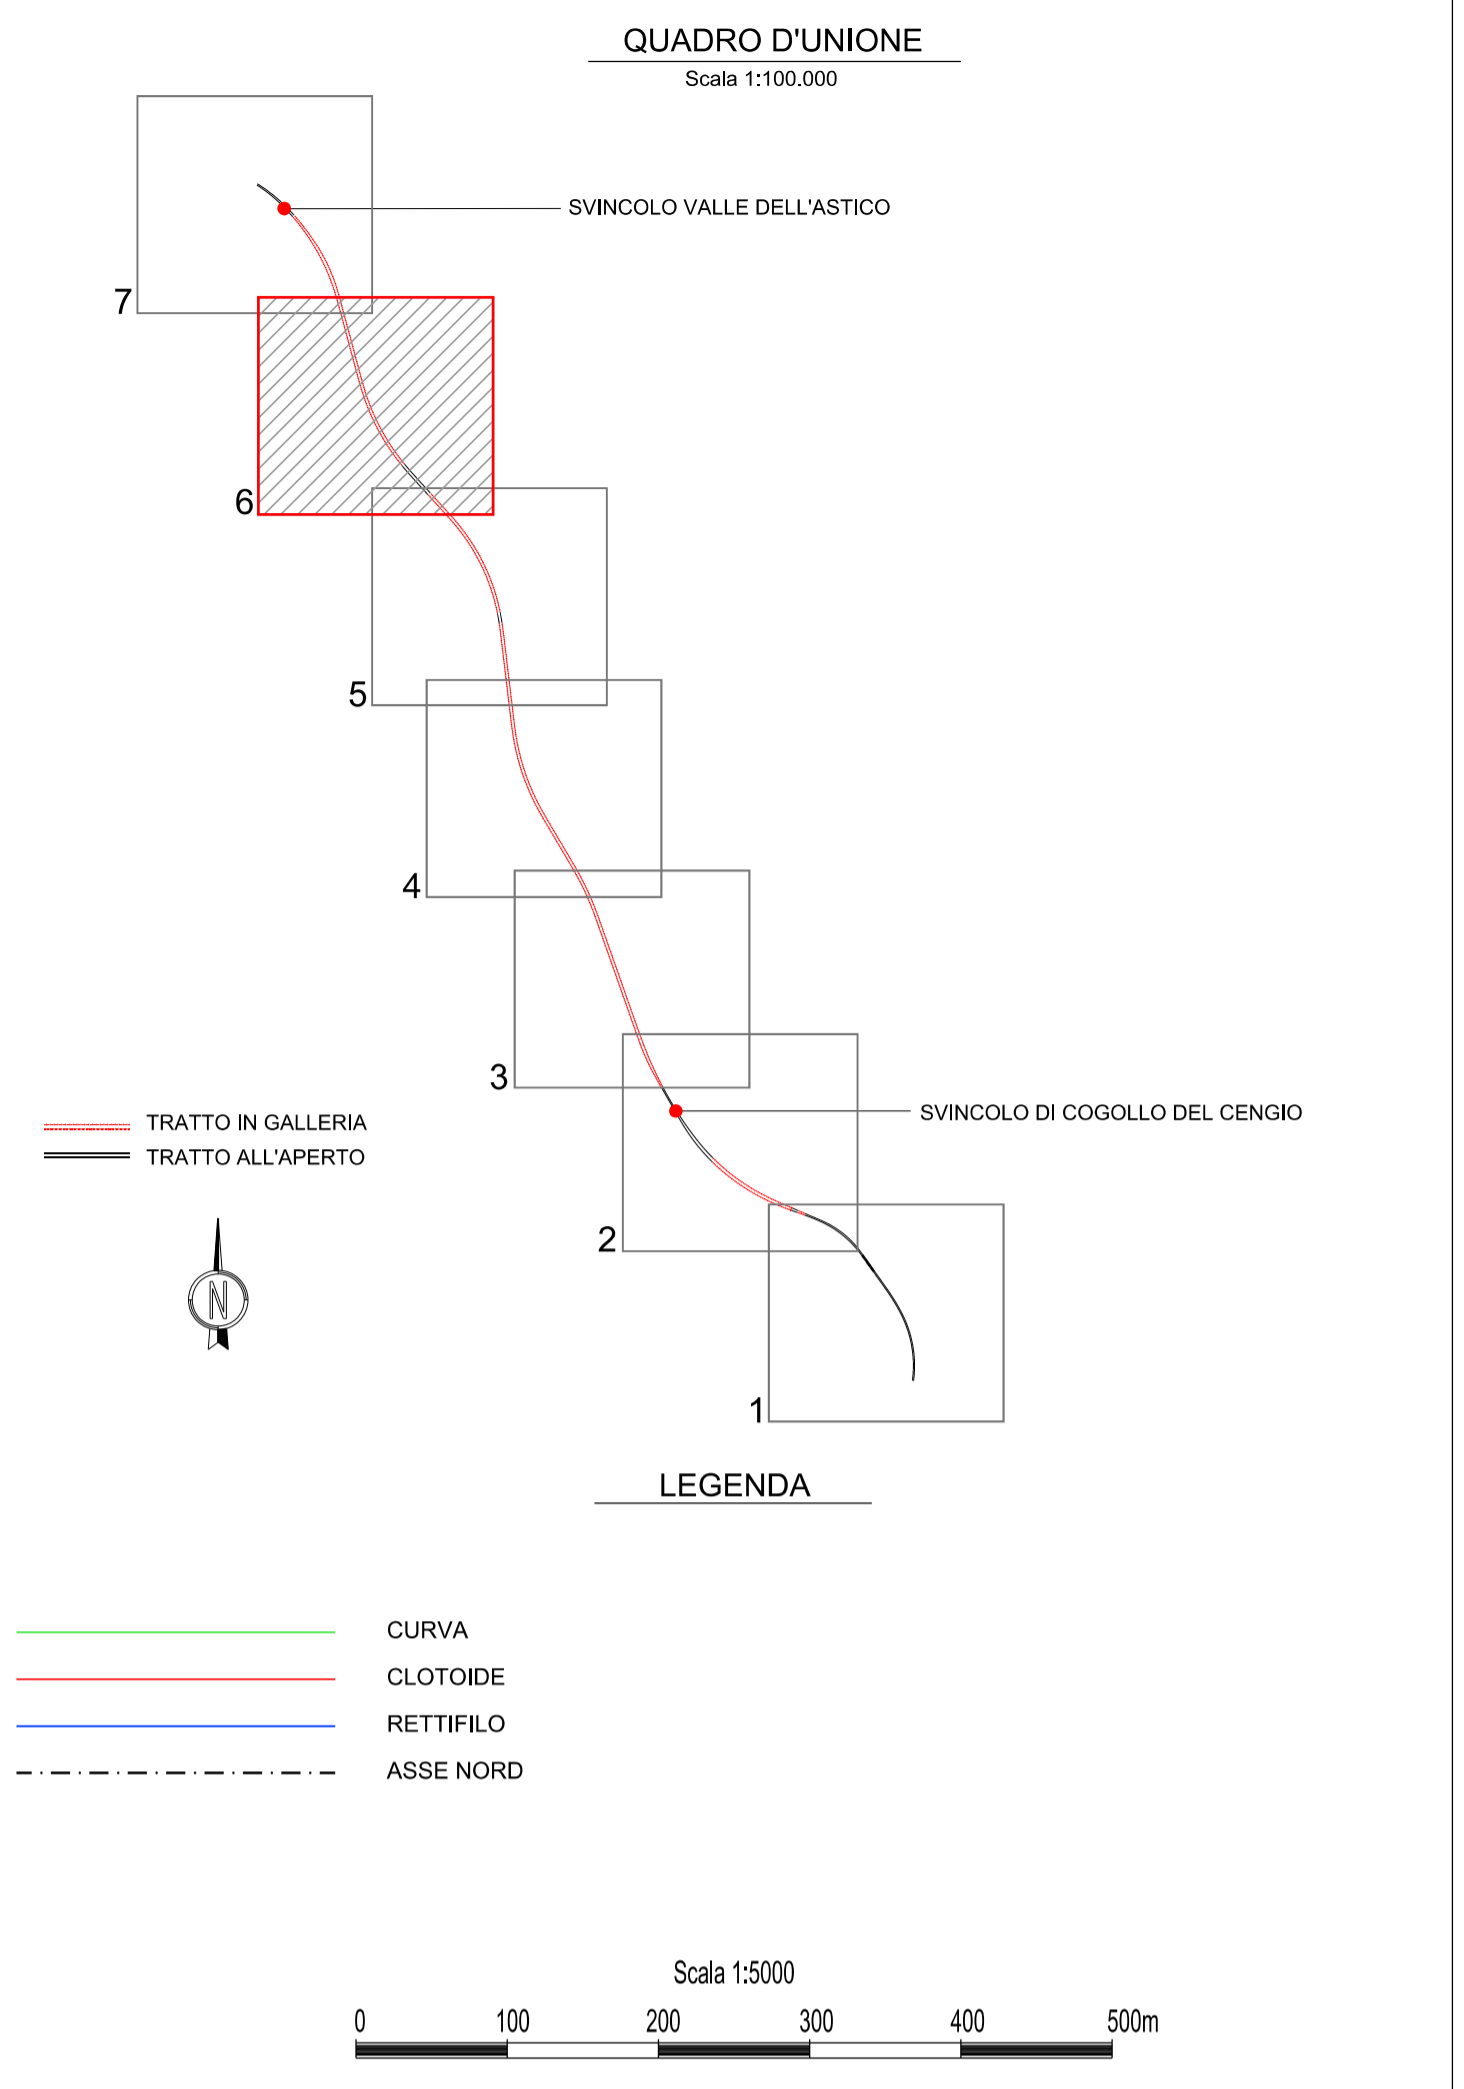 QUADRO D'UNIONE
Scala 1:100.000
SVINCOLO VALLE DELL'ASTICO
7
6
5
4
3
SVINCOLO DI COGOLLO DEL CENGIO
TRATTO IN GALLERIA
TRATTO ALL'APERTO
2
N
1
LEGENDA
CURVA
CLOTOIDE
RETTIFILO
ASSE NORD
Scala 1:5000
0 100 200 300 400 500m